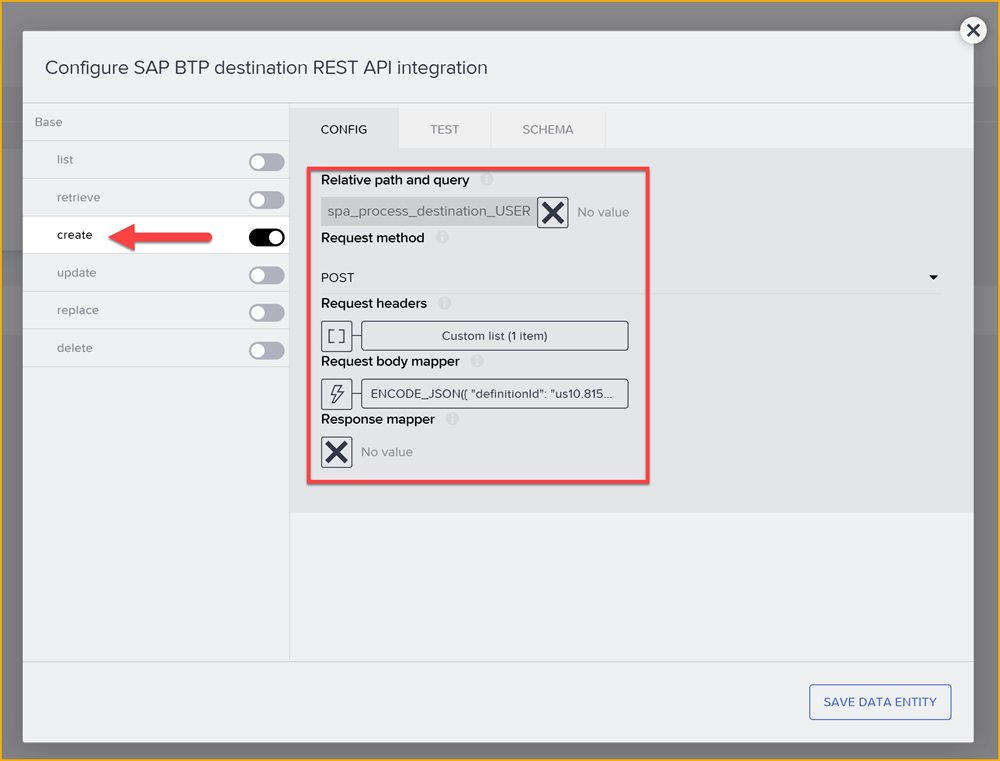 Configure SAP BTP destination REST API integration
Base
list
retrieve
create
update
replace
delete
CONFIG
TEST
SCHEMA
Relative path and query
spa_process_destination_USER
No value
Request method
POST
Request headers
[ ]
Custom list (1 item)
Request body mapper
ENCODE_JSON({ "definitionId": "us10.815...
Response mapper
No value
SAVE DATA ENTITY